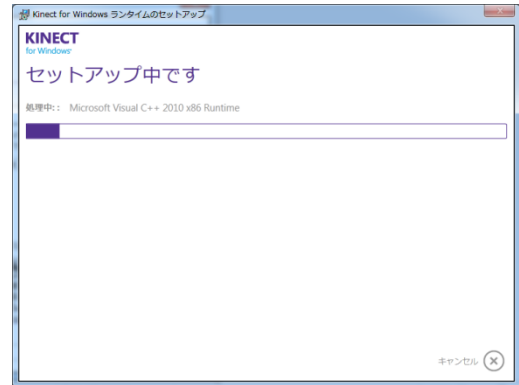 Kinect for Windows ランタイムのセットアップ
KINECT
for Windows®
セットアップ中です
処理中:： Microsoft Visual C++ 2010 x86 Runtime
キャンセル